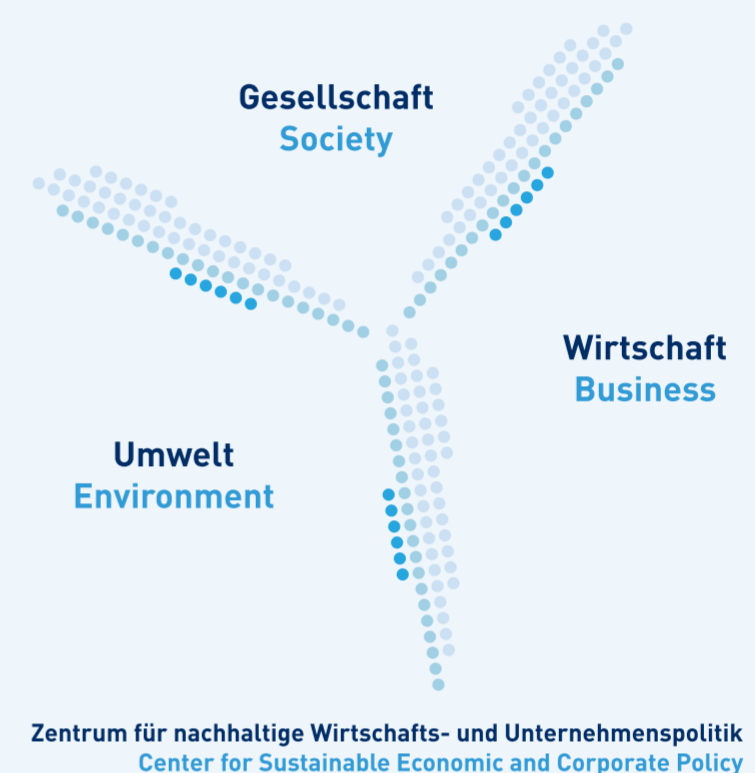 Gesellschaft
Society
Wirtschaft
Business
Umwelt
Environment
Zentrum für nachhaltige Wirtschafts- und Unternehmenspolitik
Center for Sustainable Economic and Corporate Policy